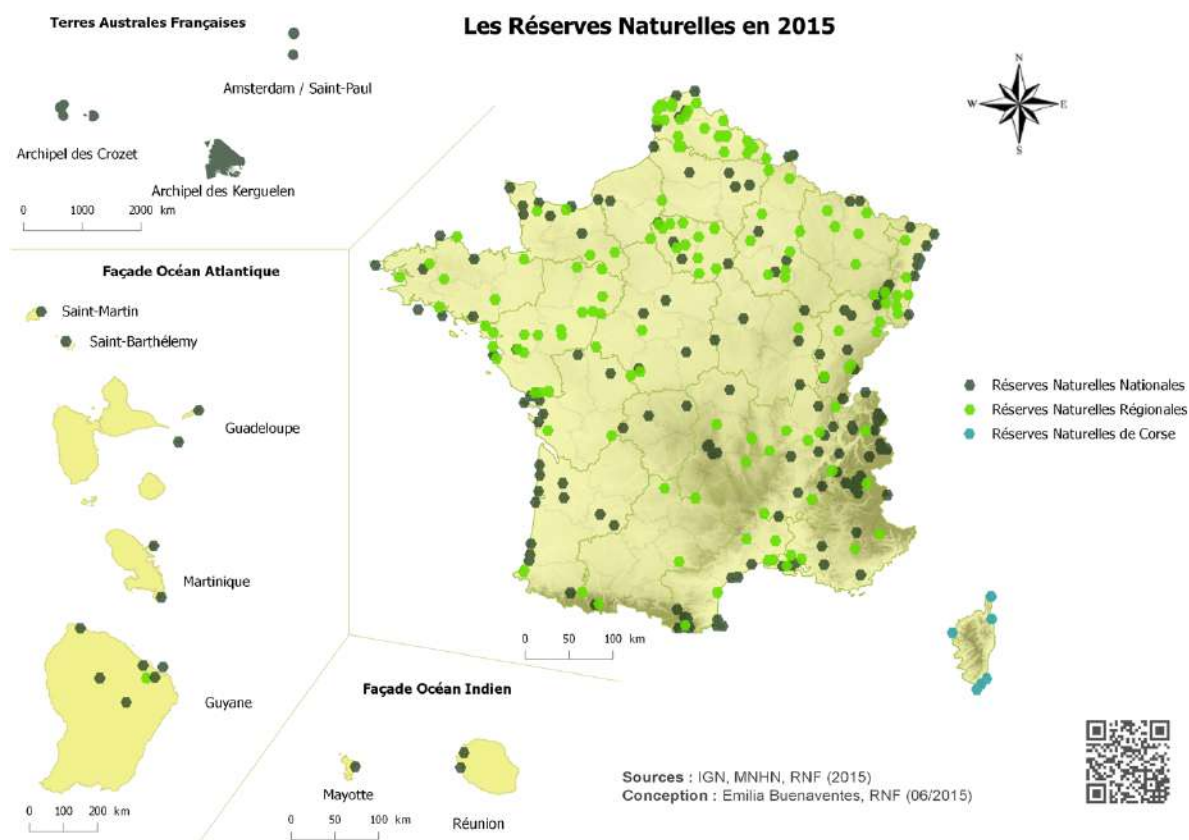 Les Réserves Naturelles en 2015
Terres Australes Françaises
Amsterdam / Saint-Paul
Archipel des Crozet
Archipel des Kerguelen
0 1000 2000 km
N
W E
S
Façade Océan Atlantique
Saint-Martin
Saint-Barthélemy
Guadeloupe
Martinique
Guyane
0 100 200 km
Réserves Naturelles Nationales
Réserves Naturelles Régionales
Réserves Naturelles de Corse
0 50 100 km
Façade Océan Indien
Mayotte
Réunion
0 50 100 km
Sources : IGN, MNHN, RNF (2015)
Conception : Emilia Buenaventes, RNF (06/2015)